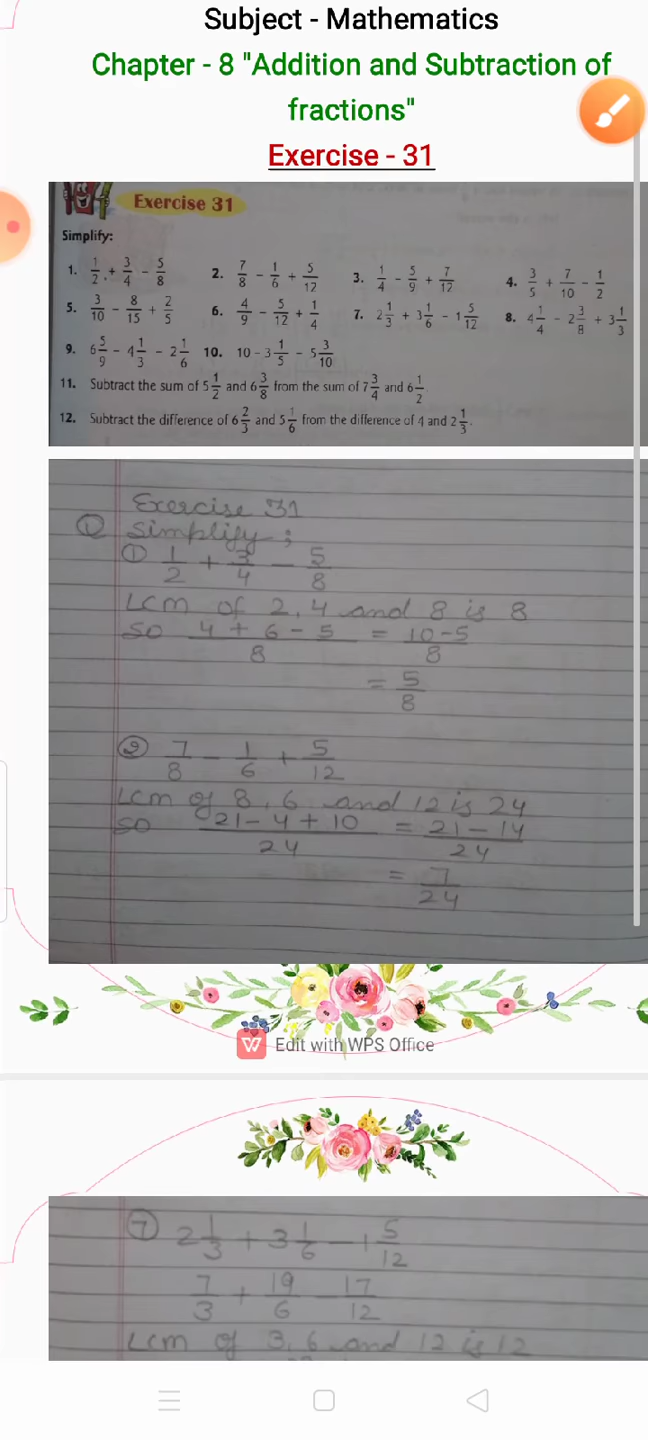 Subject - Mathematics
Chapter - 8 "Addition and Subtraction of
fractions"
Exercise - 31
Exercise 31
Simplify:
1. 1/2 + 3/4 - 5/8 2. 7/8 - 1/6 + 5/12 3. 1/4 - 5/9 + 7/12 4. 3/5 + 7/10 - 1/2
5. 3/10 - 8/15 + 2/5 6. 4/9 - 5/12 + 1/4 7. 2 1/3 + 3 1/6 - 1 5/12 8. 4 1/4 - 2 3/8 + 3 1/3
9. 6 5/9 - 4 1/3 - 2 1/6 10. 10 - 3 1/5 - 5 3/10
11. Subtract the sum of 5 1/2 and 6 3/8 from the sum of 7 3/4 and 6 1/2.
12. Subtract the difference of 6 2/3 and 5 1/6 from the difference of 4 and 2 1/3.
Exercise 31
① Simplify;
① 1/2 + 3/4 - 5/8
LCM of 2, 4 and 8 is 8
so 4 + 6 - 5 / 8 = 10 - 5 / 8
= 5/8
② 7/8 - 1/6 + 5/12
LCM of 8, 6 and 12 is 24
so 21 - 4 + 10 / 24 = 21 - 14 / 24
= 7/24
Edit with WPS Office
⑦ 2 1/3 + 3 1/6 - 1 5/12
7/3 + 19/6 - 17/12
LCM of 3, 6 and 12 is 12